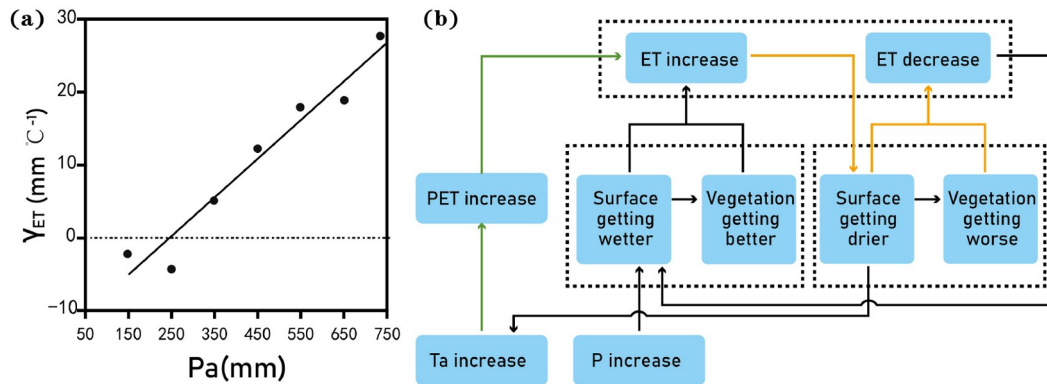 (a)
30
20
10
0
−10
γET (mm °C⁻¹)
50 150 250 350 450 550 650 750
Pa(mm)
(b)
ET increase
ET decrease
PET increase
Surface
getting
wetter
Vegetation
getting
better
Surface
getting
drier
Vegetation
getting
worse
Ta increase
P increase